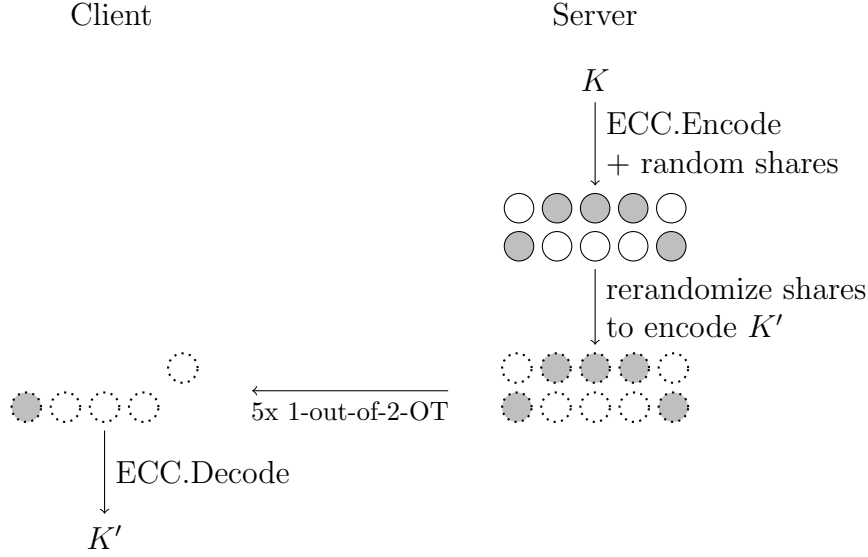 Client
Server
K
ECC.Encode
+ random shares
rerandomize shares
to encode K′
5x 1-out-of-2-OT
ECC.Decode
K′